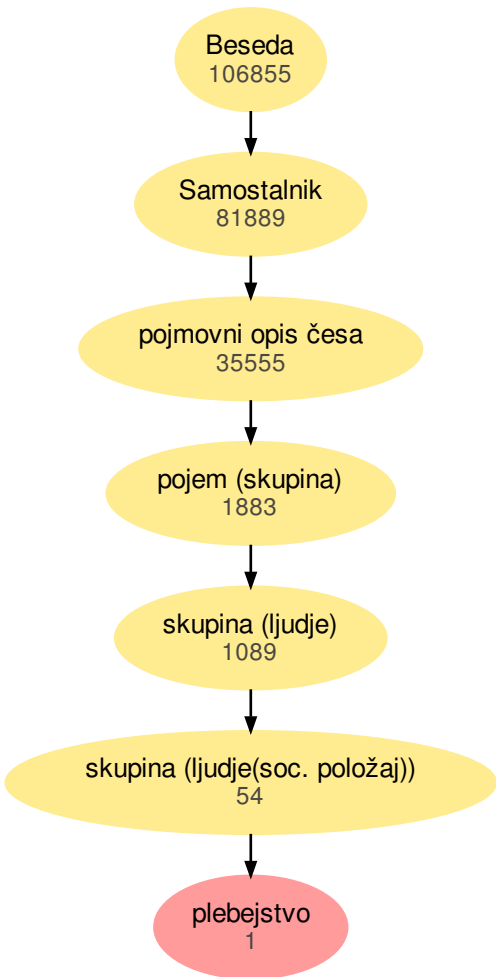 Beseda
106855
Samostalnik
81889
pojmovni opis česa
35555
pojem (skupina)
1883
skupina (ljudje)
1089
skupina (ljudje(soc. položaj))
54
plebejstvo
1